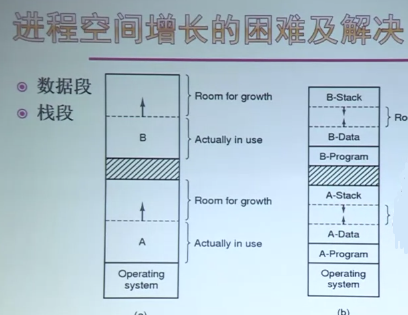 进程空间增长的困难及解决
数据段
栈段
Room for growth
B
Actually in use
Room for growth
A
Actually in use
Operating
system
(a)
B-Stack
B-Data
B-Program
A-Stack
A-Data
A-Program
Operating
system
(b)